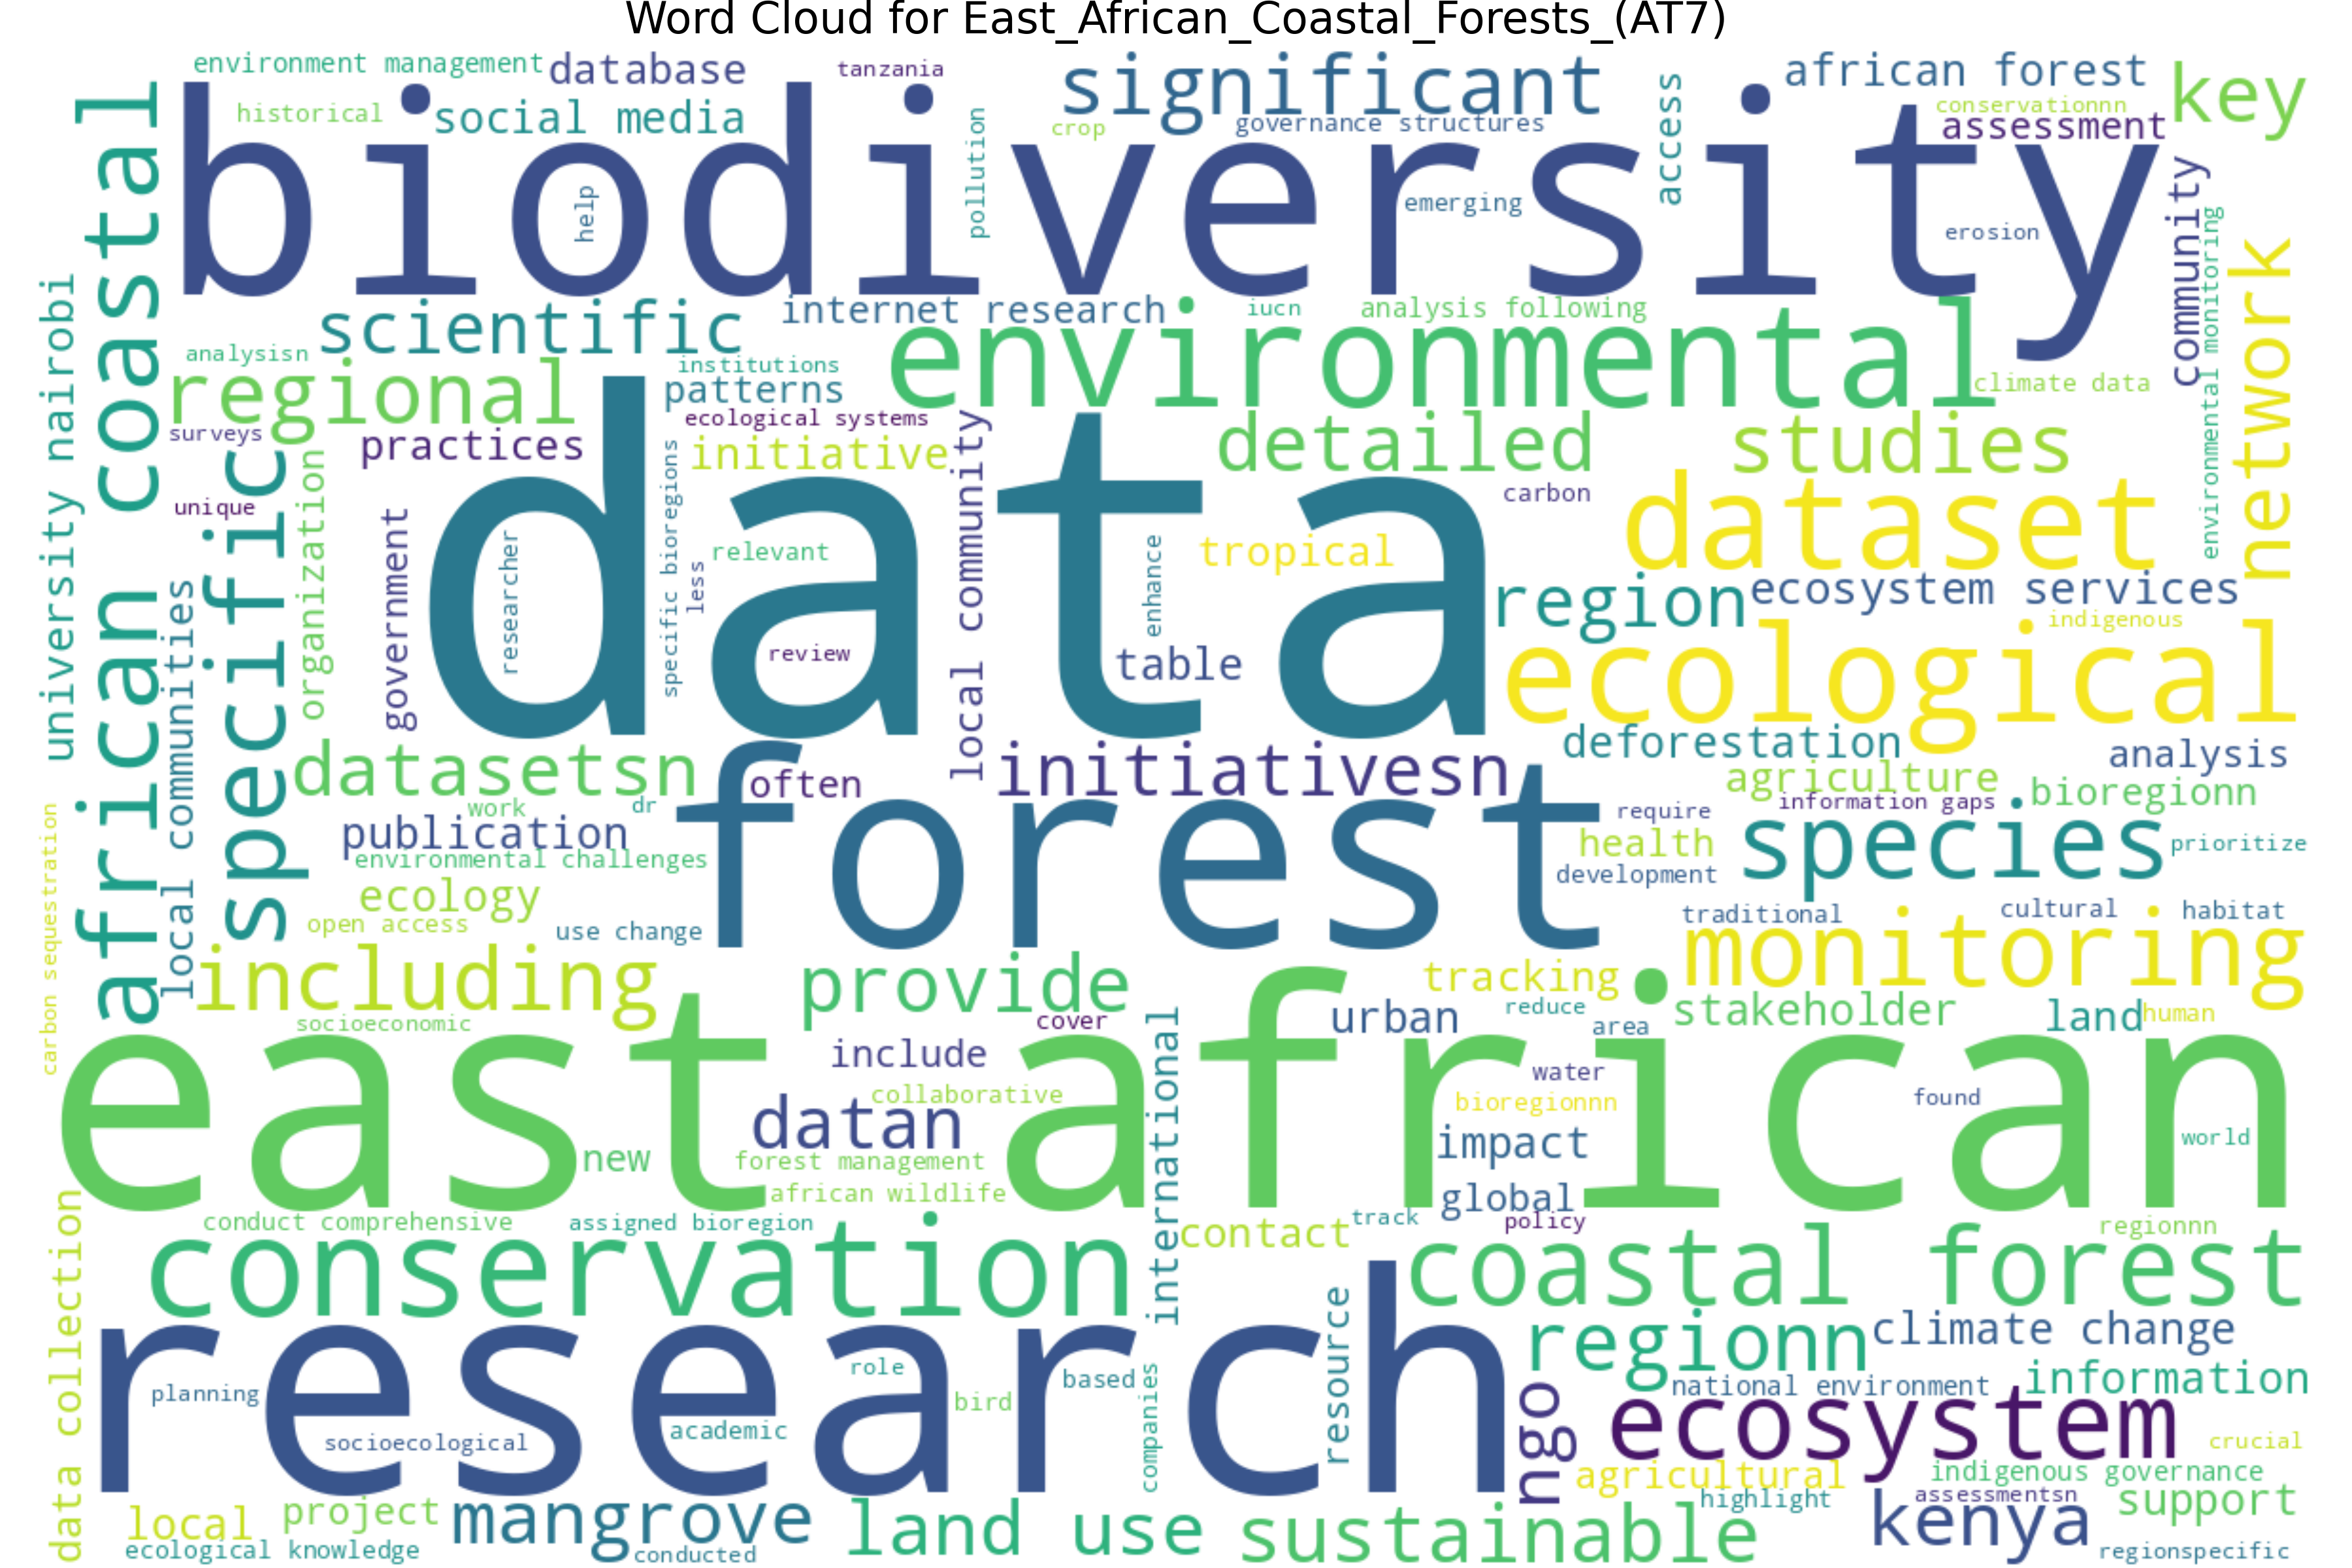 Word Cloud for East_African_Coastal_Forests_(AT7)
environment management
database
tanzania
significant
african forest
key
historical
social media
crop
governance structures
access
conservationnn
assessment
pollution
biodiversity
help
emerging
erosion
community
environmental monitoring
network
african coastal
university nairobi
scientific
internet research
iucn
analysis following
environmental
climate data
analysisn
regional
institutions
patterns
ecological systems
initiative
surveys
practices
detailed
studies
unique
specific
organization
government
researcher
data
specific bioregions
less
relevant
review
local community
enhance
tropical
table
carbon
dataset
region
ecosystem services
indigenous
ecological
local communities
datasetsn
often
initiativesn
deforestation
analysis
agriculture
information gaps
bioregionn
work
dr
publication
environmental challenges
forest
require
health
species
prioritize
development
ecology
open access
use change
traditional
cultural
habitat
carbon sequestration
including
provide
tracking
monitoring
socioeconomic
cover
urban
reduce
area
stakeholder
land
human
include
international
water
east african
collaborative
bioregionnn
found
datan
impact
world
new
forest management
african wildlife
global
data collection
conduct comprehensive
assigned bioregion
contact
track
policy
regionnn
conservation
coastal forest
resource
regionn
climate change
research
role
based
planning
bird
companies
national environment
information
socioecological
academic
ngo
ecosystem
crucial
agricultural
indigenous governance
local
project
mangrove
land use
sustainable
highlight
assessmentsn
kenya
support
ecological knowledge
conducted
regionspecific